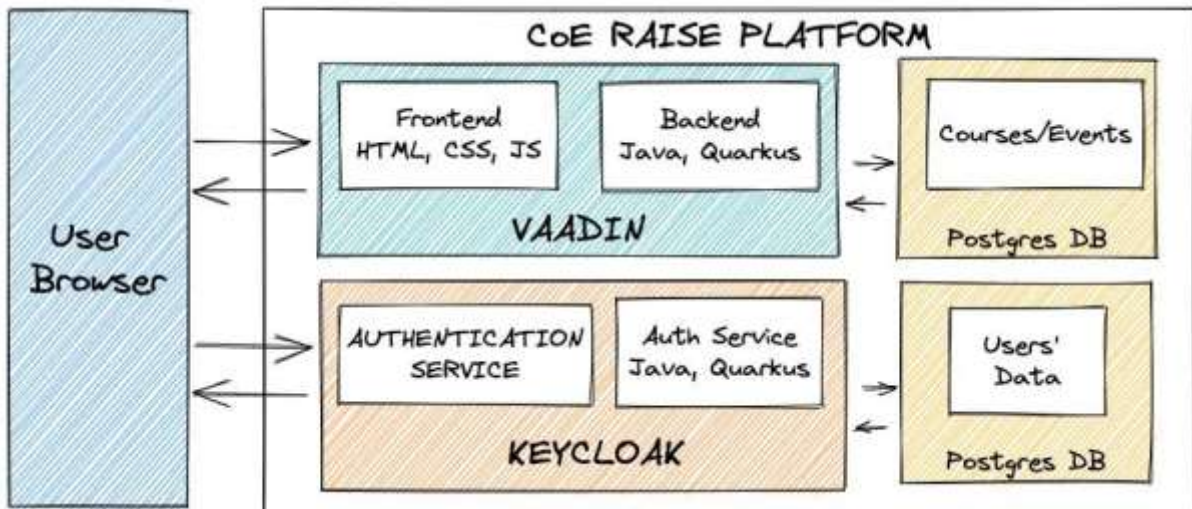 CoE RAISE PLATFORM
User
Browser
Frontend
HTML, CSS, JS
Backend
Java, Quarkus
VAADIN
Courses/Events
Postgres DB
AUTHENTICATION
SERVICE
Auth Service
Java, Quarkus
KEYCLOAK
Users'
Data
Postgres DB